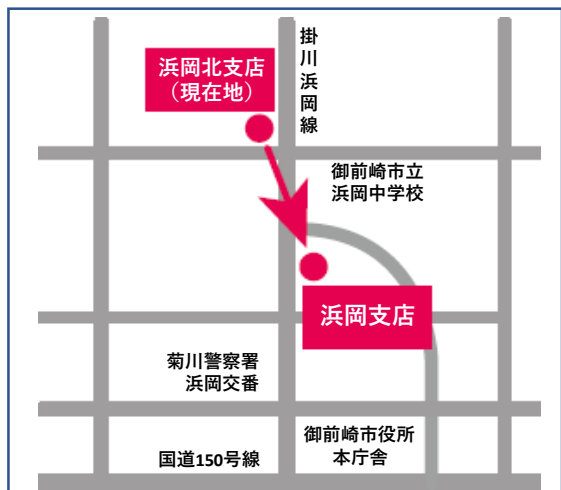 浜岡北支店
（現在地）
掛川浜岡線
御前崎市立
浜岡中学校
浜岡支店
菊川警察署
浜岡交番
御前崎市役所
本庁舎
国道150号線